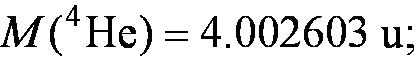 M(⁴He) = 4.002603 u;